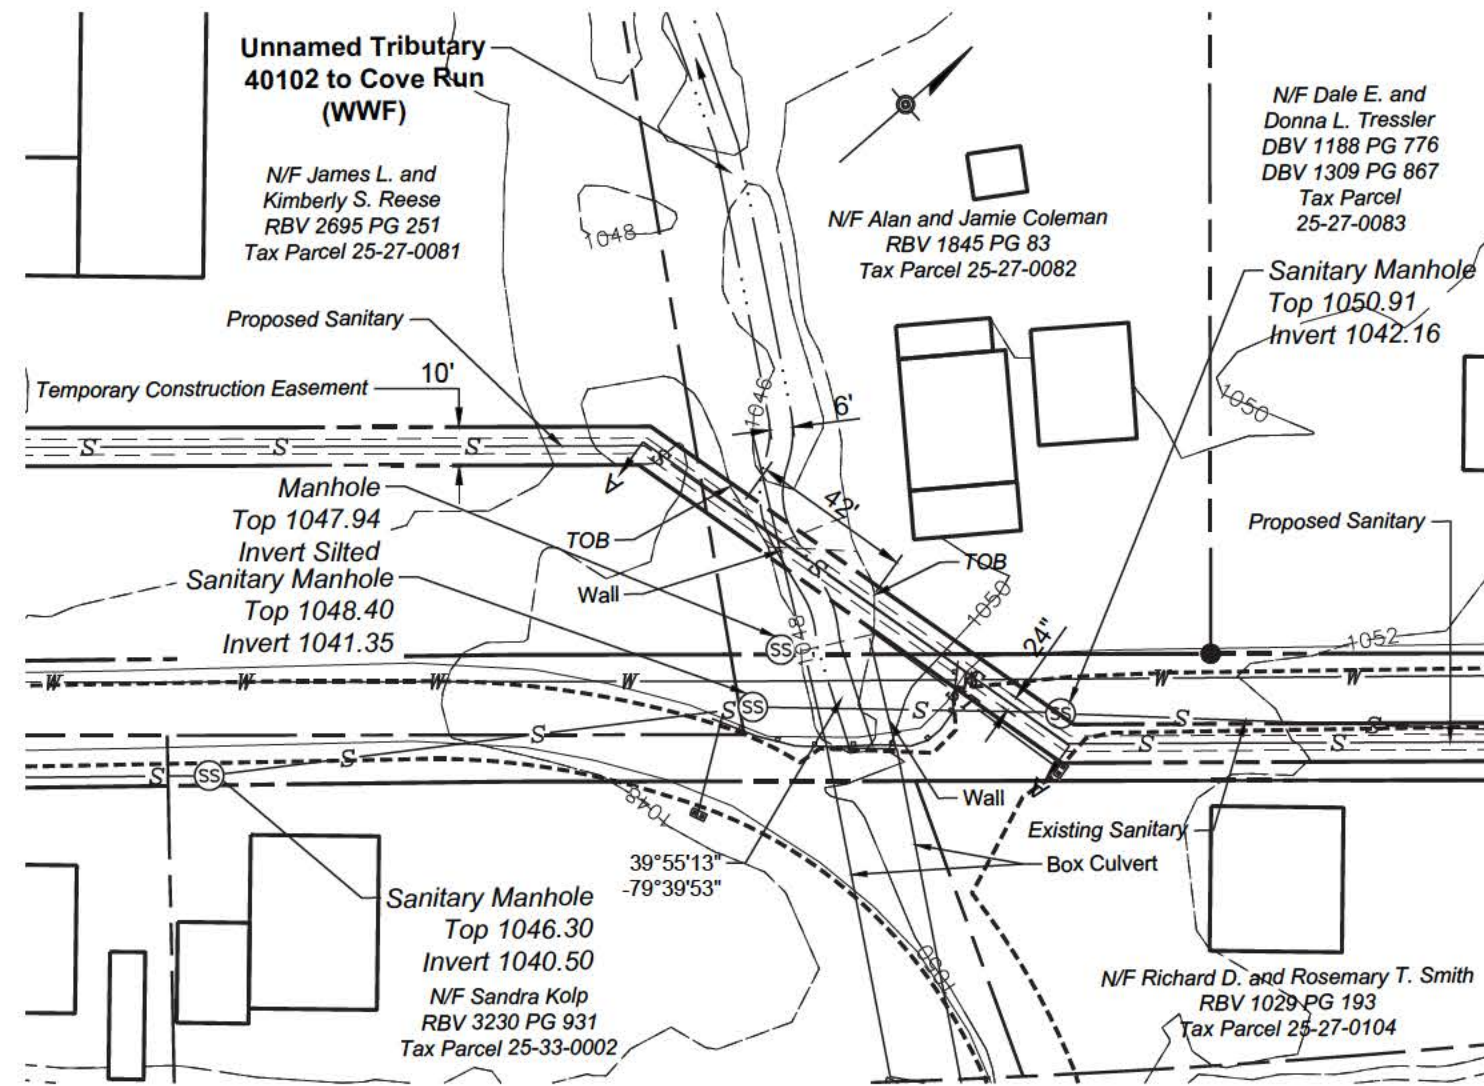 Unnamed Tributary
40102 to Cove Run
(WWF)
N/F James L. and
Kimberly S. Reese
RBV 2695 PG 251
Tax Parcel 25-27-0081
1048
N/F Alan and Jamie Coleman
RBV 1845 PG 83
Tax Parcel 25-27-0082
N/F Dale E. and
Donna L. Tressler
DBV 1188 PG 776
DBV 1309 PG 867
Tax Parcel
25-27-0083
Sanitary Manhole
Top 1050.91
Invert 1042.16
Proposed Sanitary
Temporary Construction Easement
10'
1046
6'
1050
S S S S
A
Manhole
Top 1047.94
Invert Silted
42'
TOB
TOB
Proposed Sanitary
Sanitary Manhole
Top 1048.40
Invert 1041.35
Wall
S
1050
1048
SS
24"
1052
W W W W W W W
SS
S S SS S S
S S S S
S SS
A
1048
Wall
Existing Sanitary
Box Culvert
39°55'13"
-79°39'53"
Sanitary Manhole
Top 1046.30
Invert 1040.50
N/F Sandra Kolp
RBV 3230 PG 931
Tax Parcel 25-33-0002
N/F Richard D. and Rosemary T. Smith
RBV 1029 PG 193
Tax Parcel 25-27-0104